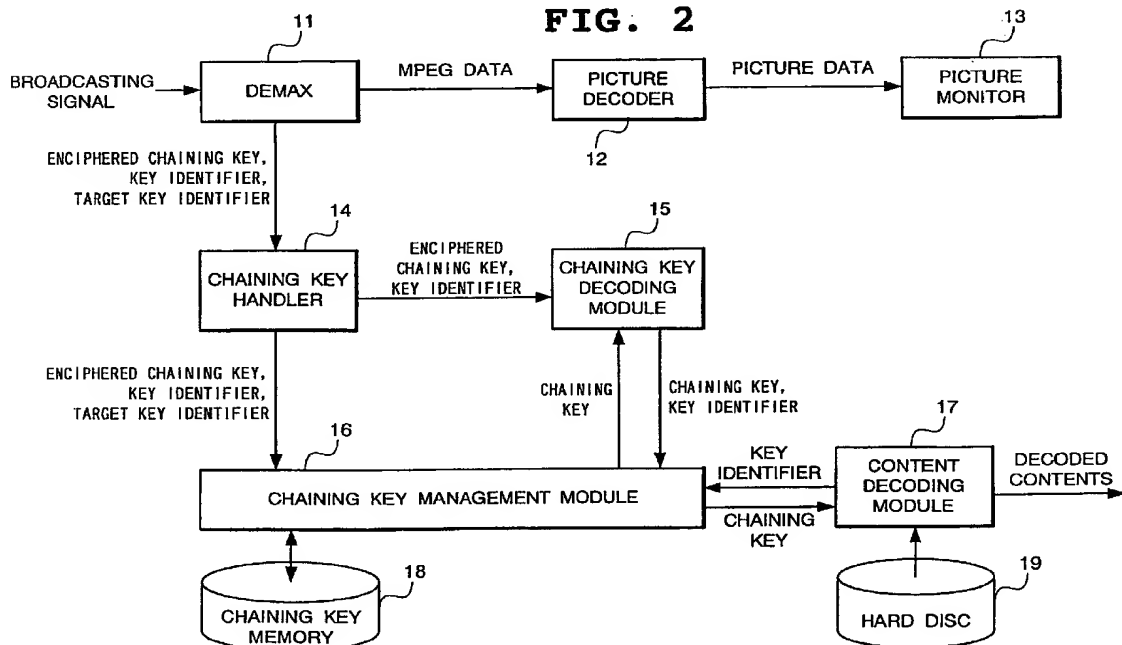 FIG. 2
11
13
BROADCASTING
SIGNAL
DEMAX
MPEG DATA
PICTURE
DECODER
PICTURE DATA
PICTURE
MONITOR
12
ENCIPHERED CHAINING KEY,
KEY IDENTIFIER,
TARGET KEY IDENTIFIER
14
15
CHAINING KEY
HANDLER
ENCIPHERED
CHAINING KEY,
KEY IDENTIFIER
CHAINING KEY
DECODING
MODULE
ENCIPHERED CHAINING KEY,
KEY IDENTIFIER,
TARGET KEY IDENTIFIER
CHAINING
KEY
CHAINING KEY,
KEY IDENTIFIER
16
17
CHAINING KEY MANAGEMENT MODULE
KEY
IDENTIFIER
CHAINING
KEY
CONTENT
DECODING
MODULE
DECODED
CONTENTS
18
CHAINING KEY
MEMORY
19
HARD DISC